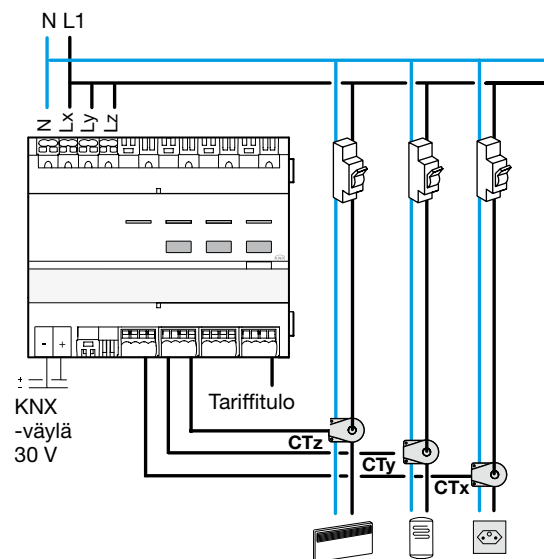 N L1
N
Lx
Ly
Lz
- +
KNX
-väylä
30 V
Tariffitulo
CTz
CTy
CTx